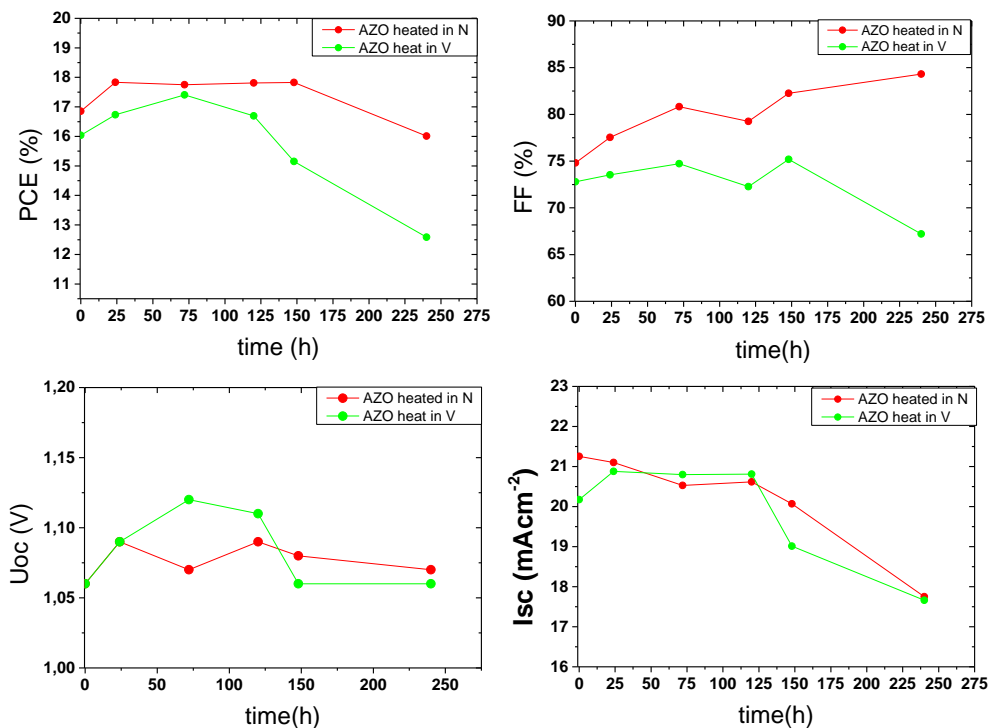 20
19
18
17
16
15
14
13
12
11
PCE (%)
0 25 50 75 100 125 150 175 200 225 250 275
time (h)
AZO heated in N
AZO heat in V
90
85
80
75
70
65
60
FF (%)
0 25 50 75 100 125 150 175 200 225 250 275
time(h)
AZO heated in N
AZO heat in V
1,20
1,15
1,10
1,05
1,00
Uoc (V)
0 50 100 150 200 250
time(h)
AZO heated in N
AZO heat in V
23
22
21
20
19
18
17
16
Isc (mAcm⁻²)
0 25 50 75 100 125 150 175 200 225 250 275
time(h)
AZO heated in N
AZO heat in V